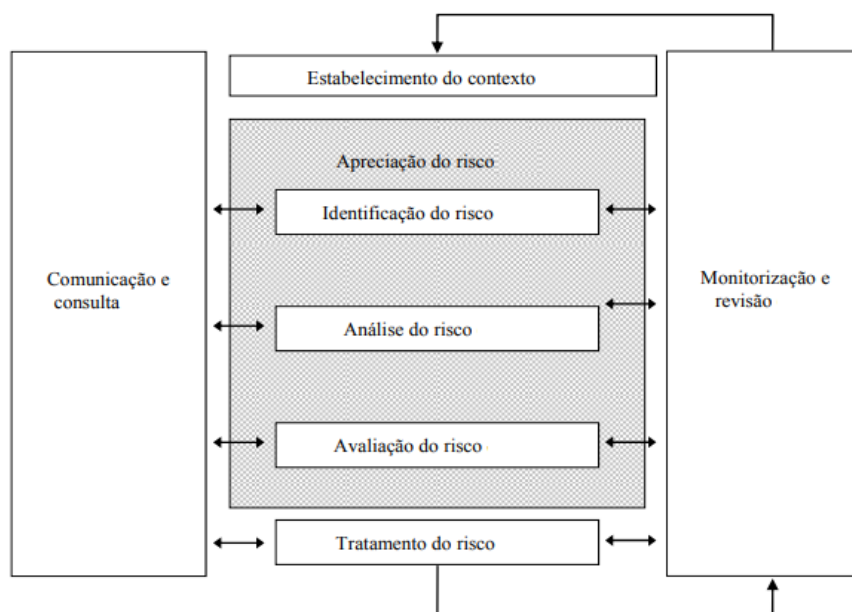 Estabelecimento do contexto
Apreciação do risco
Identificação do risco
Comunicação e
consulta
Monitorização e
revisão
Análise do risco
Avaliação do risco
Tratamento do risco